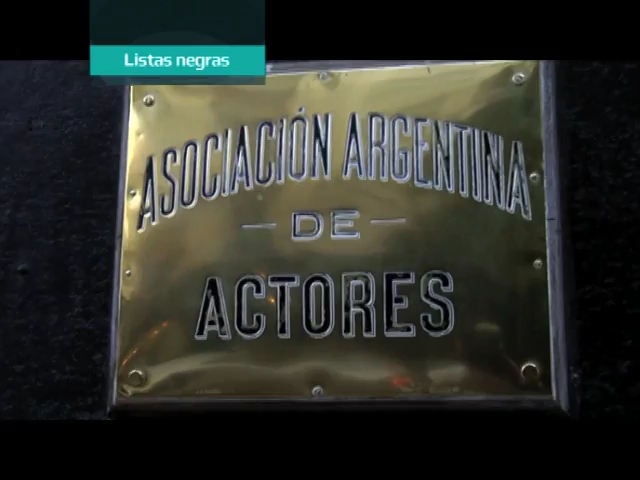 Listas negras
ASOCIACIÓN ARGENTINA
— DE —
ACTORES